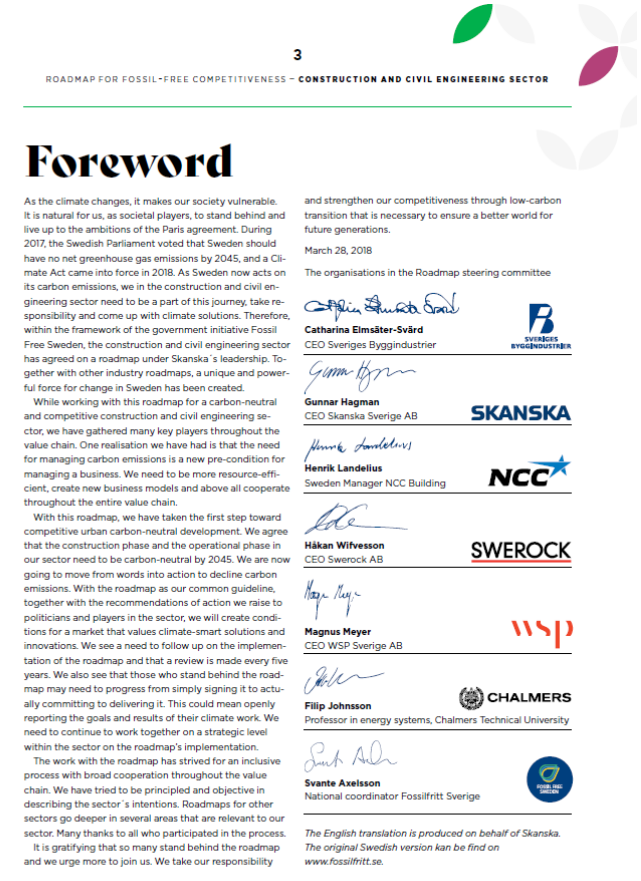 3
ROADMAP FOR FOSSIL-FREE COMPETITIVENESS – CONSTRUCTION AND CIVIL ENGINEERING SECTOR
Foreword
As the climate changes, it makes our society vulnerable.
It is natural for us, as societal players, to stand behind and
live up to the ambitions of the Paris agreement. During
2017, the Swedish Parliament voted that Sweden should
have no net greenhouse gas emissions by 2045, and a Cli-
mate Act came into force in 2018. As Sweden now acts on
its carbon emissions, we in the construction and civil en-
gineering sector need to be a part of this journey, take re-
sponsibility and come up with climate solutions. Therefore,
within the framework of the government initiative Fossil
Free Sweden, the construction and civil engineering sector
has agreed on a roadmap under Skanska´s leadership. To-
gether with other industry roadmaps, a unique and power-
ful force for change in Sweden has been created.
While working with this roadmap for a carbon-neutral
and competitive construction and civil engineering se-
ctor, we have gathered many key players throughout the
value chain. One realisation we have had is that the need
for managing carbon emissions is a new pre-condition for
managing a business. We need to be more resource-effi-
cient, create new business models and above all cooperate
throughout the entire value chain.
With this roadmap, we have taken the first step toward
competitive urban carbon-neutral development. We agree
that the construction phase and the operational phase in
our sector need to be carbon-neutral by 2045. We are now
going to move from words into action to decline carbon
emissions. With the roadmap as our common guideline,
together with the recommendations of action we raise to
politicians and players in the sector, we will create condi-
tions for a market that values climate-smart solutions and
innovations. We see a need to follow up on the implemen-
tation of the roadmap and that a review is made every five
years. We also see that those who stand behind the road-
map may need to progress from simply signing it to actu-
ally committing to delivering it. This could mean openly
reporting the goals and results of their climate work. We
need to continue to work together on a strategic level
within the sector on the roadmap's implementation.
The work with the roadmap has strived for an inclusive
process with broad cooperation throughout the value
chain. We have tried to be principled and objective in
describing the sector´s intentions. Roadmaps for other
sectors go deeper in several areas that are relevant to our
sector. Many thanks to all who participated in the process.
It is gratifying that so many stand behind the roadmap
and we urge more to join us. We take our responsibility
and strengthen our competitiveness through low-carbon
transition that is necessary to ensure a better world for
future generations.
March 28, 2018
The organisations in the Roadmap steering committee
Catharina Elmsäter-Svärd
CEO Sveriges Byggindustrier
SVERIGES
BYGGINDUSTRIER
Gunnar Hagman
CEO Skanska Sverige AB
SKANSKA
Henrik Landelius
Sweden Manager NCC Building
NCC
Håkan Wifvesson
CEO Swerock AB
SWEROCK
Magnus Meyer
CEO WSP Sverige AB
WSP
Filip Johnsson
Professor in energy systems, Chalmers Technical University
CHALMERS
Svante Axelsson
National coordinator Fossilfritt Sverige
FOSSIL FREE
SWEDEN
The English translation is produced on behalf of Skanska.
The original Swedish version kan be find on
www.fossilfritt.se.